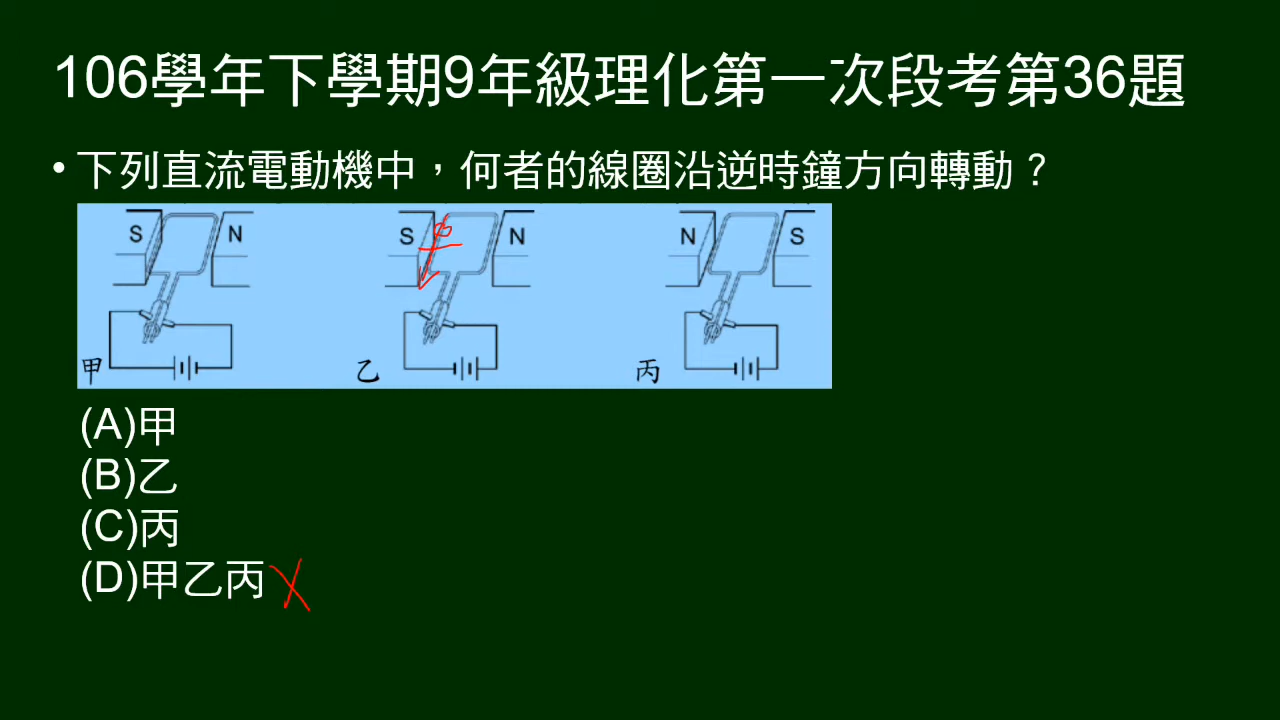 106學年下學期9年級理化第一次段考第36題
• 下列直流電動機中，何者的線圈沿逆時鐘方向轉動？
S N S N N S
甲 乙 丙
(A)甲
(B)乙
(C)丙
(D)甲乙丙